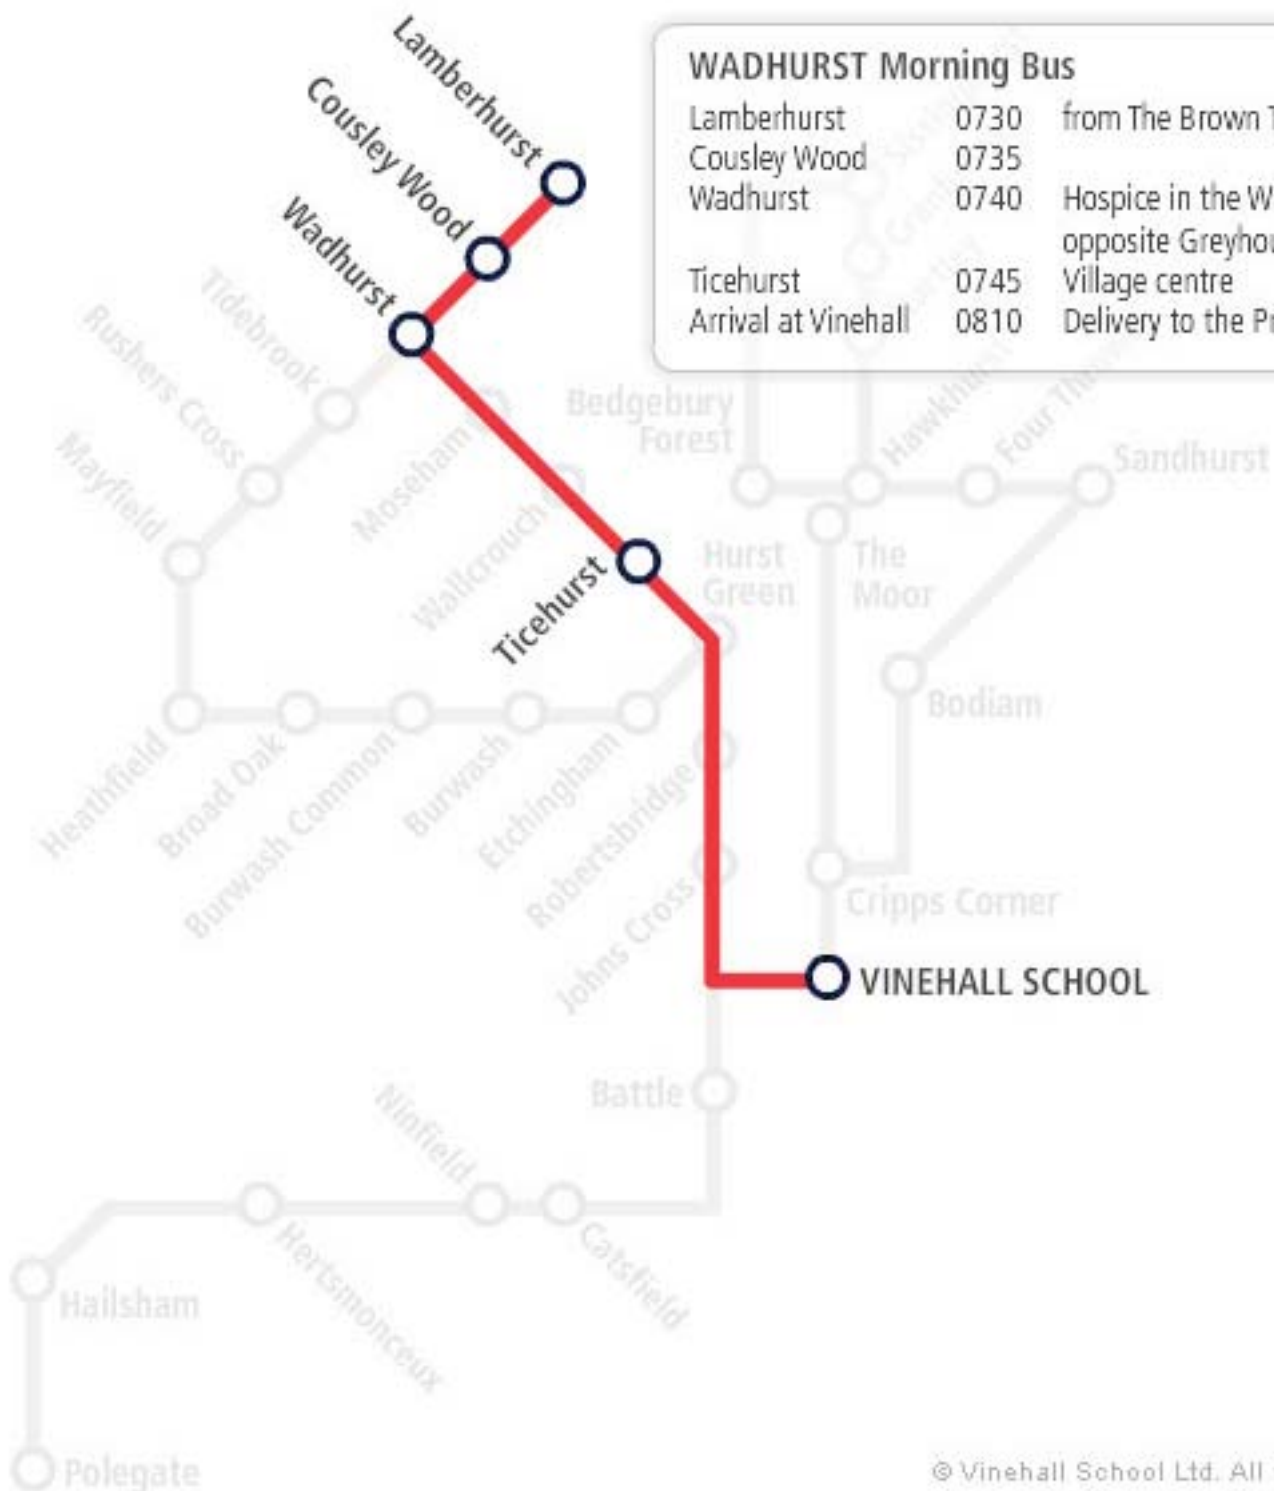 Lamberhurst
Cousley Wood
Wadhurst
WADHURST Morning Bus
Lamberhurst 0730 from The Brown
Cousley Wood 0735
Wadhurst 0740 Hospice in the
opposite
Ticehurst 0745 Village centre
Arrival at Vinehall 0810 Delivery to the
Tidebrook
Rushers Cross
Mayfield
Moseham
Wallcrouch
Ticehurst
Bedgebury
Forest
Hawkhurst
Four
Sandhurst
Hurst
Green
The
Moor
Bodiam
Heathfield
Broad Oak
Burwash Common
Burwash
Etchingham
Robertsbridge
Johns Cross
Cripps Corner
VINEHALL SCHOOL
Battle
Ninfield
Catsfield
Hertsmonceux
Hailsham
Polegate
© Vinehall School Ltd. All